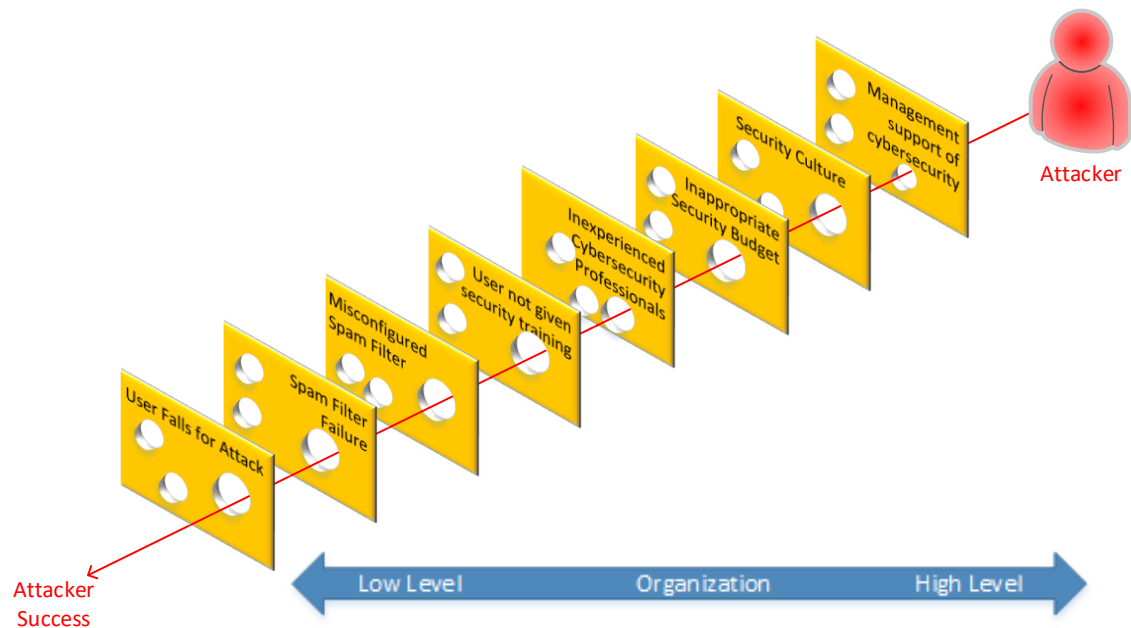 Management
support of
cybersecurity
Attacker
Security Culture
Inappropriate
Security Budget
Inexperienced
Cybersecurity
Professionals
User not given
security training
Misconfigured
Spam Filter
Spam Filter
Failure
User Falls for Attack
Attacker
Success
Low Level
Organization
High Level